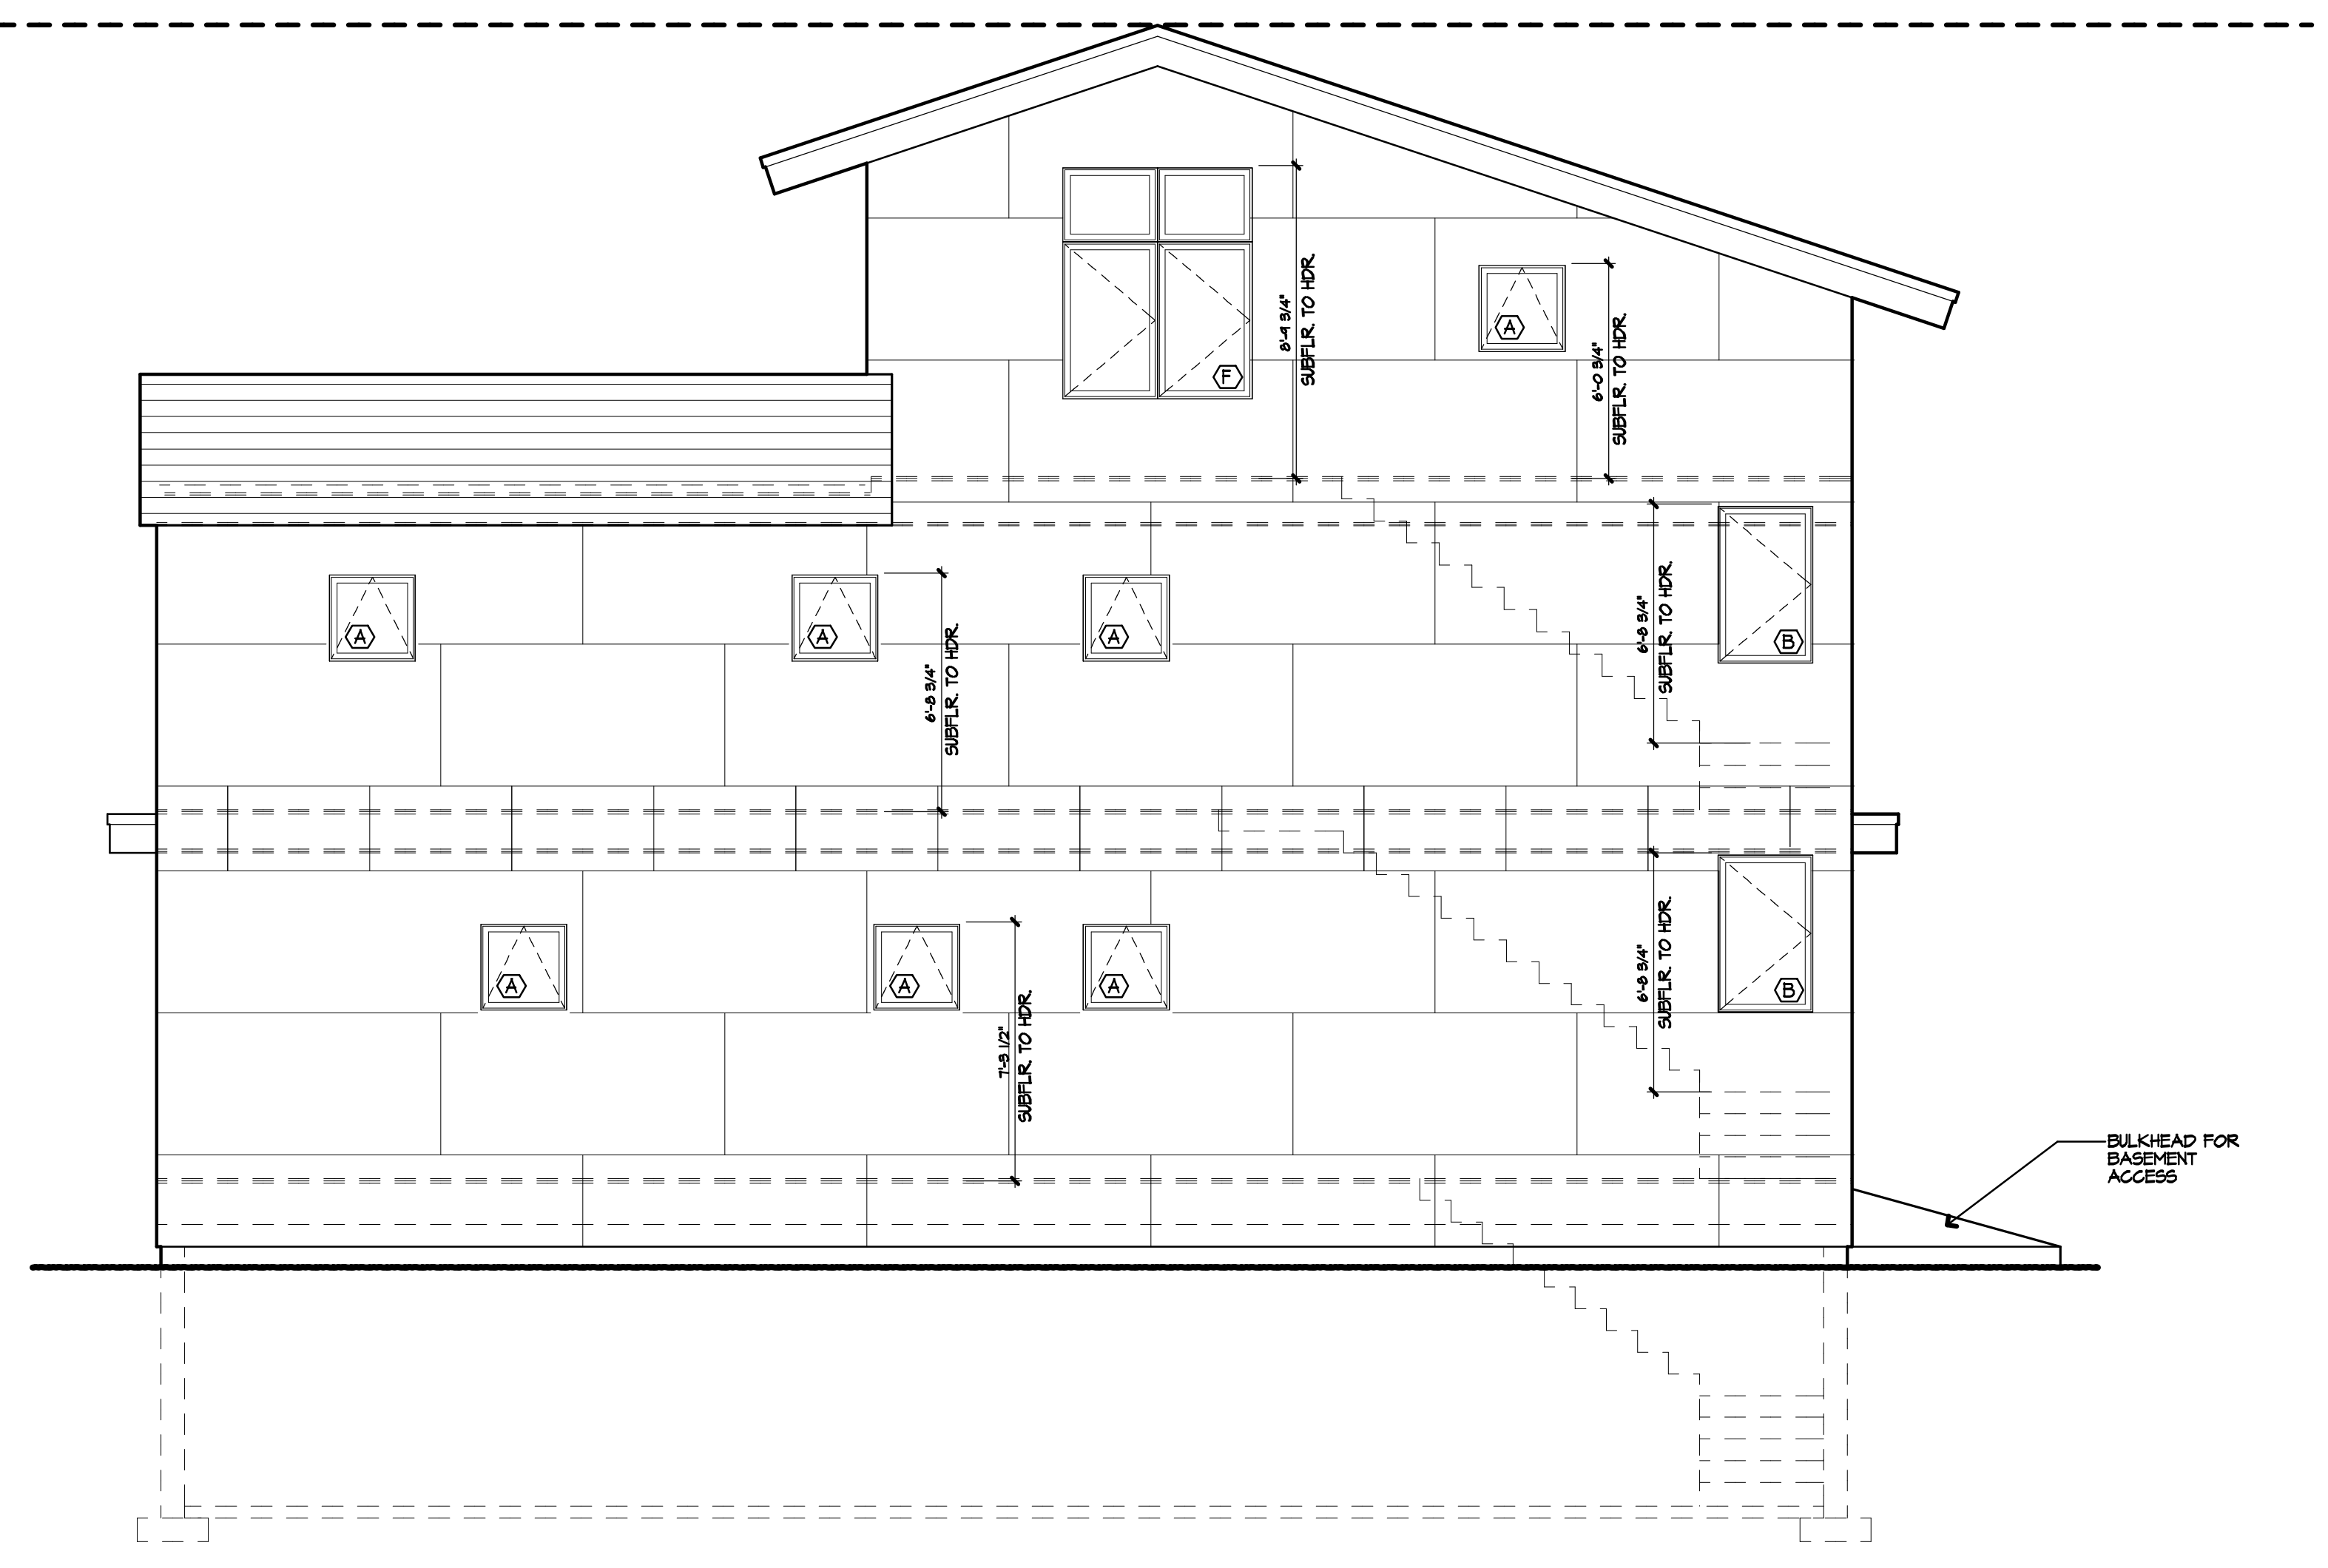 8'-9 3/4"
SUBFLR. TO HDR.
A
6'-0 3/4"
SUBFLR. TO HDR.
F
A
A
A
6'-8 3/4"
SUBFLR. TO HDR.
6'-8 3/4"
SUBFLR. TO HDR.
B
A
A
A
7'-3 1/2"
SUBFLR. TO HDR.
6'-8 3/4"
SUBFLR. TO HDR.
B
BULKHEAD FOR
BASEMENT
ACCESS